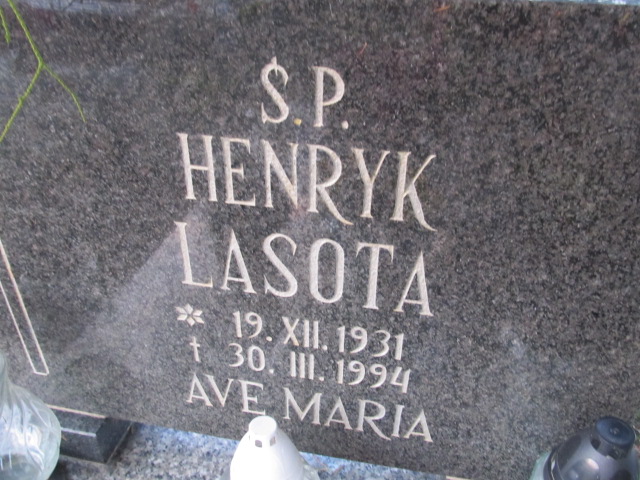 Ś.P.
HENRYK
LASOTA
* 19. XII. 1931
† 30. III. 1994
AVE MARIA